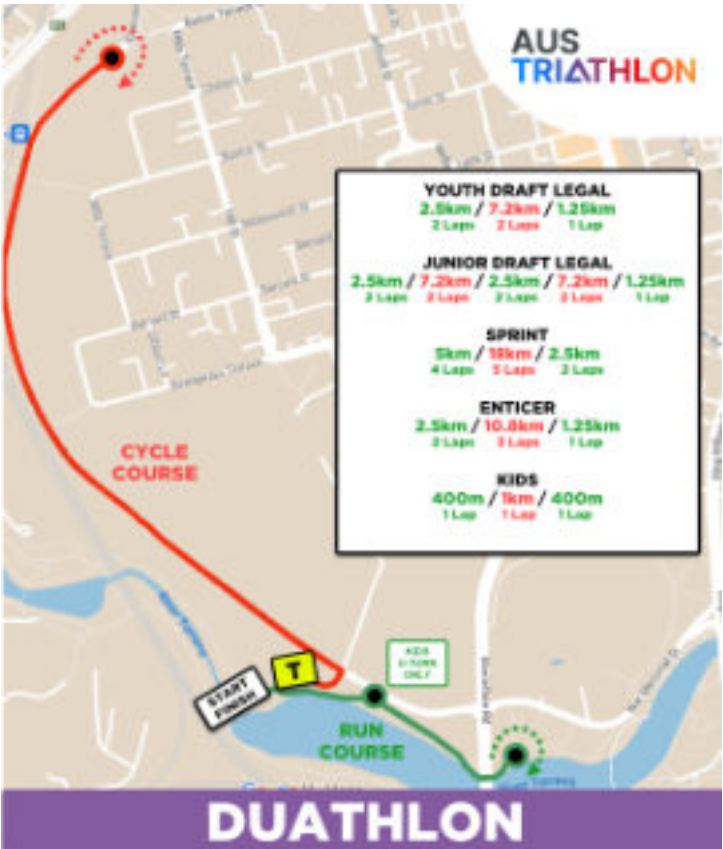 AUS
TRIATHLON
YOUTH DRAFT LEGAL
2.5km / 7.2km / 1.25km
2 Laps 2 Laps 1 Lap
JUNIOR DRAFT LEGAL
2.5km / 7.2km / 2.5km / 7.2km / 1.25km
2 Laps 2 Laps 2 Laps 2 Laps 1 Lap
SPRINT
5km / 18km / 2.5km
4 Laps 5 Laps 2 Laps
ENTICER
2.5km / 10.8km / 1.25km
2 Laps 3 Laps 1 Lap
KIDS
400m / 1km / 400m
1 Lap 1 Lap 1 Lap
CYCLE
COURSE
KIDS
U-TURN
ONLY
T
START
FINISH
RUN
COURSE
DUATHLON